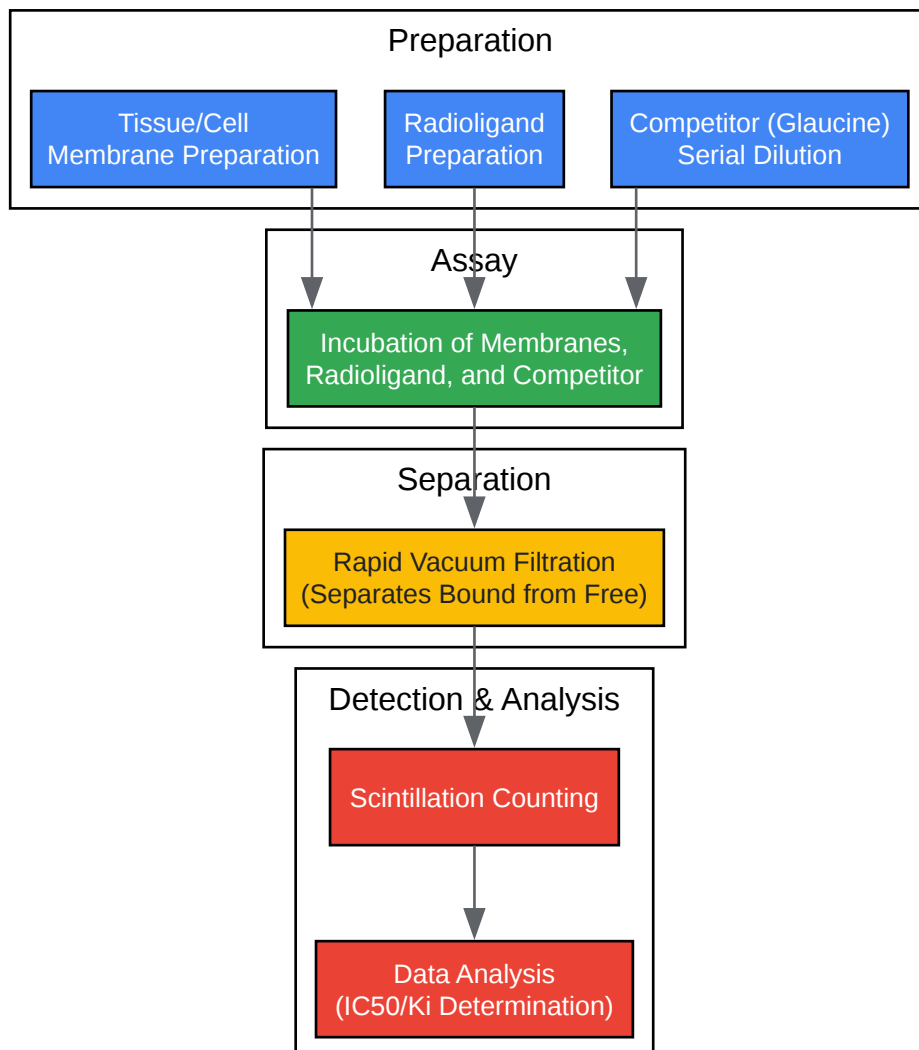 Preparation
Tissue/Cell
Membrane Preparation
Radioligand
Preparation
Competitor (Glaucine)
Serial Dilution
Assay
Incubation of Membranes,
Radioligand, and Competitor
Separation
Rapid Vacuum Filtration
(Separates Bound from Free)
Detection & Analysis
Scintillation Counting
Data Analysis
(IC50/Ki Determination)